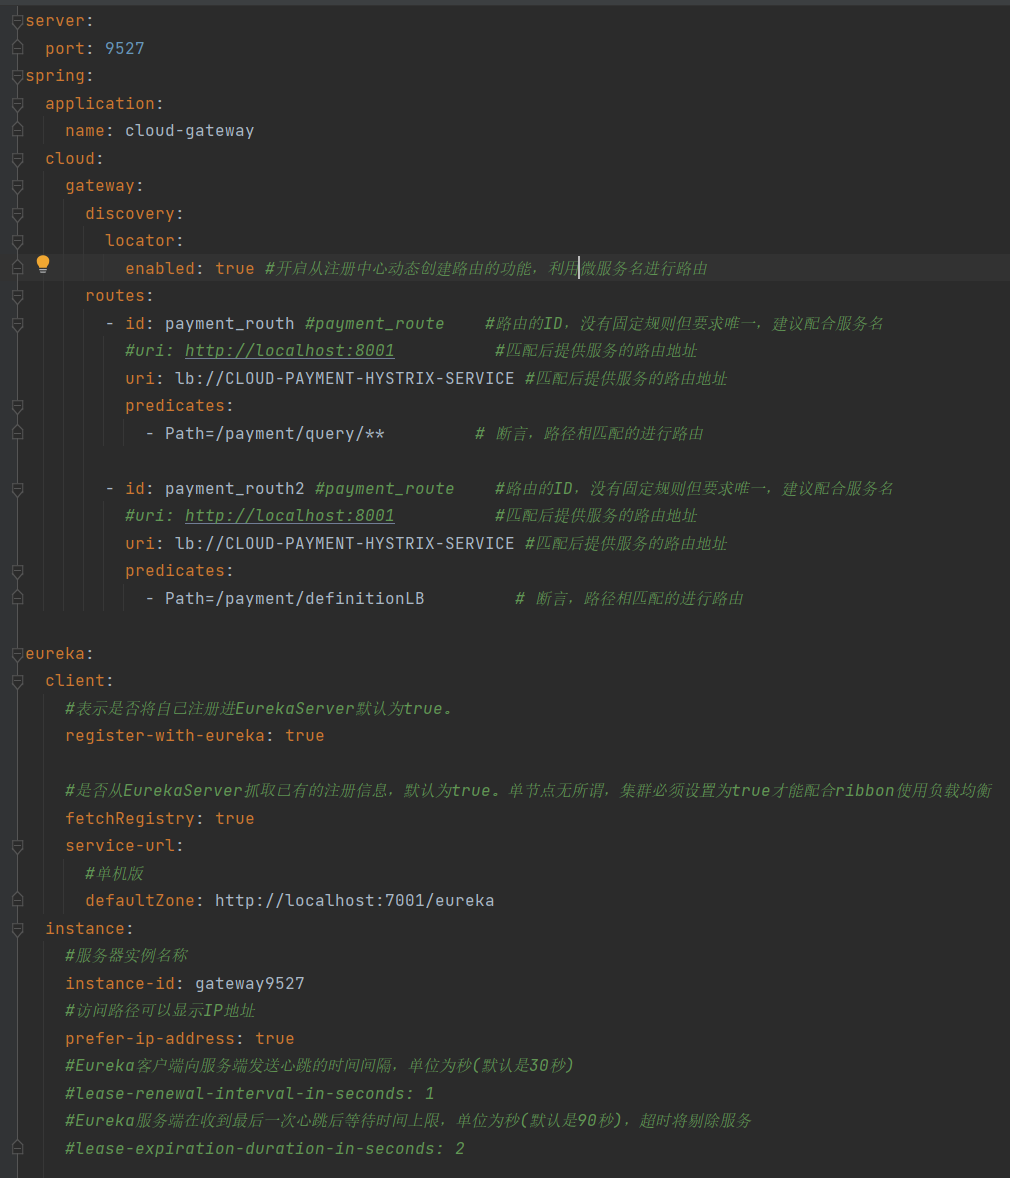 server:
  port: 9527
spring:
  application:
    name: cloud-gateway
  cloud:
    gateway:
      discovery:
        locator:
          enabled: true #开启从注册中心动态创建路由的功能，利用微服务名进行路由
      routes:
        - id: payment_routh #payment_route    #路由的ID，没有固定规则但要求唯一，建议配合服务名
          #uri: http://localhost:8001          #匹配后提供服务的路由地址
          uri: lb://CLOUD-PAYMENT-HYSTRIX-SERVICE #匹配后提供服务的路由地址
          predicates:
            - Path=/payment/query/**         # 断言，路径相匹配的进行路由
        - id: payment_routh2 #payment_route    #路由的ID，没有固定规则但要求唯一，建议配合服务名
          #uri: http://localhost:8001          #匹配后提供服务的路由地址
          uri: lb://CLOUD-PAYMENT-HYSTRIX-SERVICE #匹配后提供服务的路由地址
          predicates:
            - Path=/payment/definitionLB         # 断言，路径相匹配的进行路由
eureka:
  client:
    #表示是否将自己注册进EurekaServer默认为true。
    register-with-eureka: true
    #是否从EurekaServer抓取已有的注册信息，默认为true。单节点无所谓，集群必须设置为true才能配合ribbon使用负载均衡
    fetchRegistry: true
    service-url:
      #单机版
      defaultZone: http://localhost:7001/eureka
  instance:
    #服务器实例名称
    instance-id: gateway9527
    #访问路径可以显示IP地址
    prefer-ip-address: true
    #Eureka客户端向服务端发送心跳的时间间隔，单位为秒(默认是30秒)
    #lease-renewal-interval-in-seconds: 1
    #Eureka服务端在收到最后一次心跳后等待时间上限，单位为秒(默认是90秒)，超时将剔除服务
    #lease-expiration-duration-in-seconds: 2